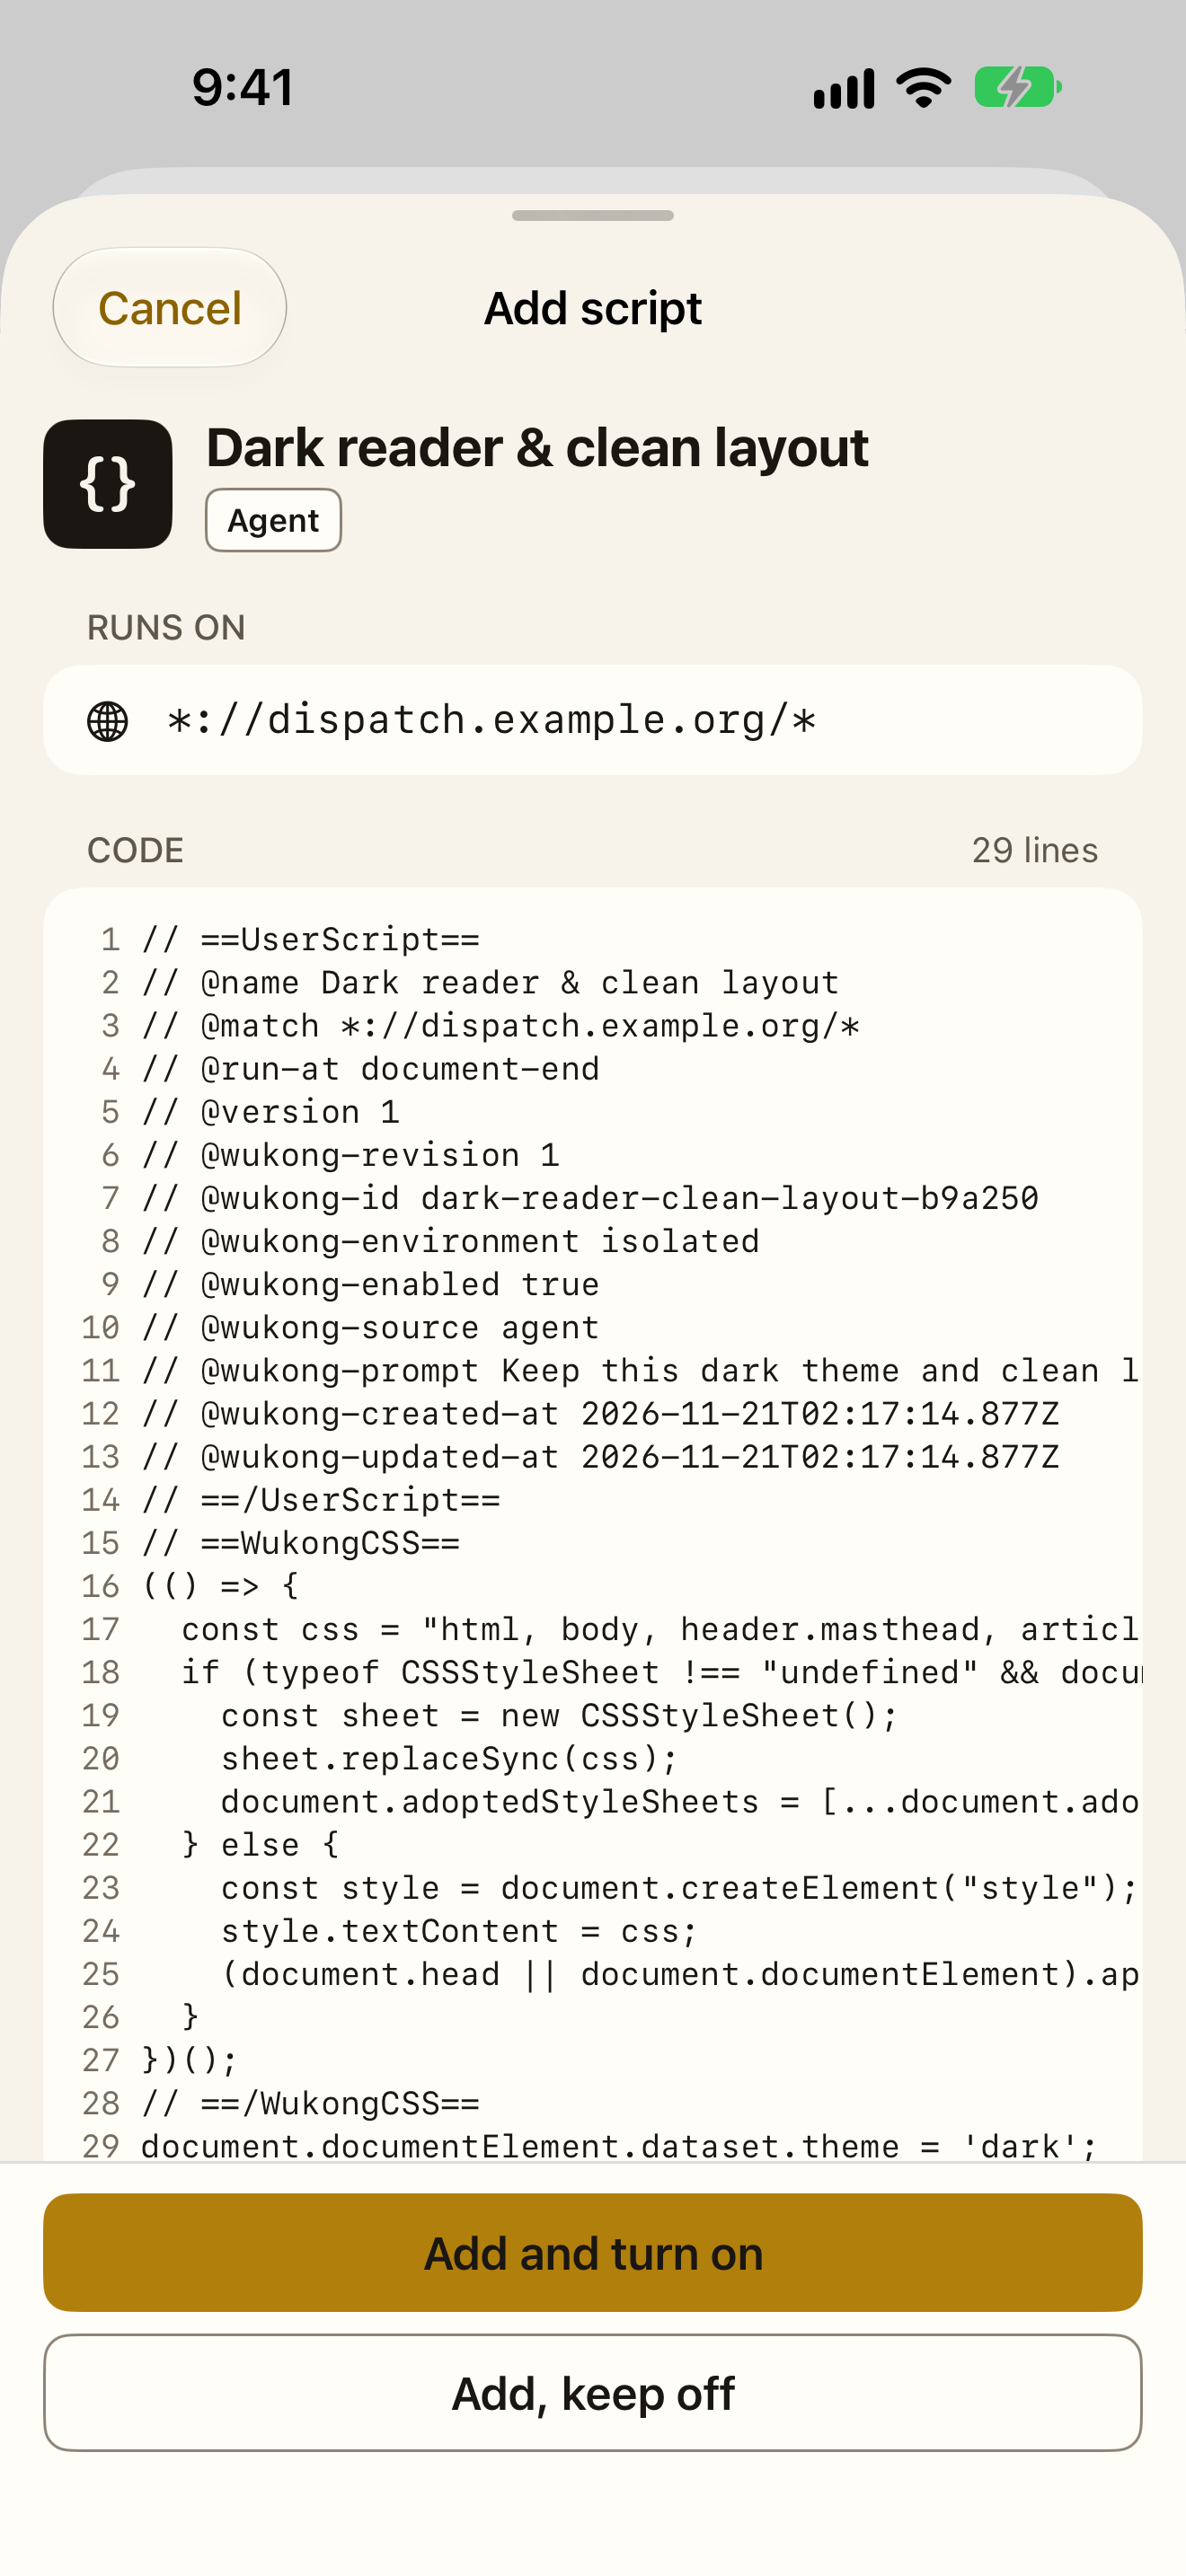 9:41
Cancel
Add script
{}
Dark reader & clean layout
Agent
RUNS ON
*://dispatch.example.org/*
CODE
29 lines
1 // ==UserScript==
2 // @name Dark reader & clean layout
3 // @match *://dispatch.example.org/*
4 // @run-at document-end
5 // @version 1
6 // @wukong-revision 1
7 // @wukong-id dark-reader-clean-layout-b9a250
8 // @wukong-environment isolated
9 // @wukong-enabled true
10 // @wukong-source agent
11 // @wukong-prompt Keep this dark theme and clean l
12 // @wukong-created-at 2026-11-21T02:17:14.877Z
13 // @wukong-updated-at 2026-11-21T02:17:14.877Z
14 // ==/UserScript==
15 // ==WukongCSS==
16 (() => {
17   const css = "html, body, header.masthead, articl
18   if (typeof CSSStyleSheet !== "undefined" && docu
19     const sheet = new CSSStyleSheet();
20     sheet.replaceSync(css);
21     document.adoptedStyleSheets = [...document.ado
22   } else {
23     const style = document.createElement("style");
24     style.textContent = css;
25     (document.head || document.documentElement).ap
26   }
27 })();
28 // ==/WukongCSS==
29 document.documentElement.dataset.theme = 'dark';
Add and turn on
Add, keep off